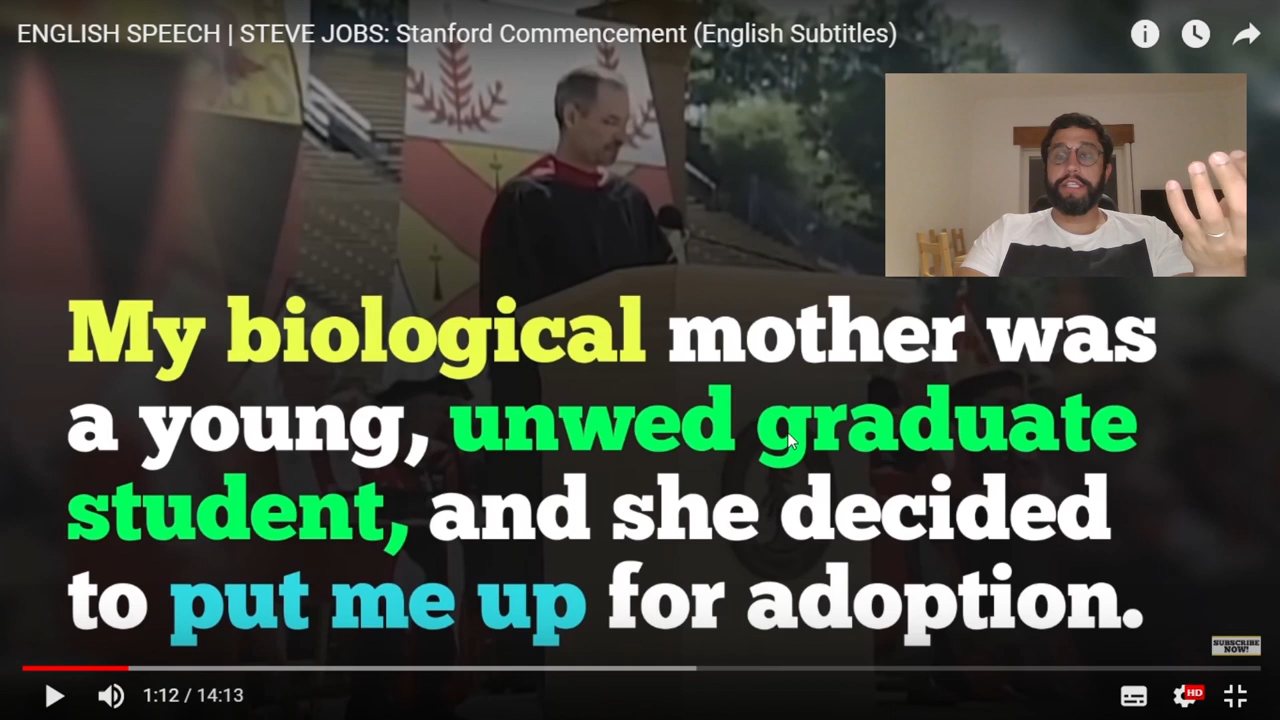 ENGLISH SPEECH | STEVE JOBS: Stanford Commencement (English Subtitles)
My biological mother was
a young, unwed graduate
student, and she decided
to put me up for adoption.
SUBSCRIBE
NOW!
1:12 / 14:13
HD